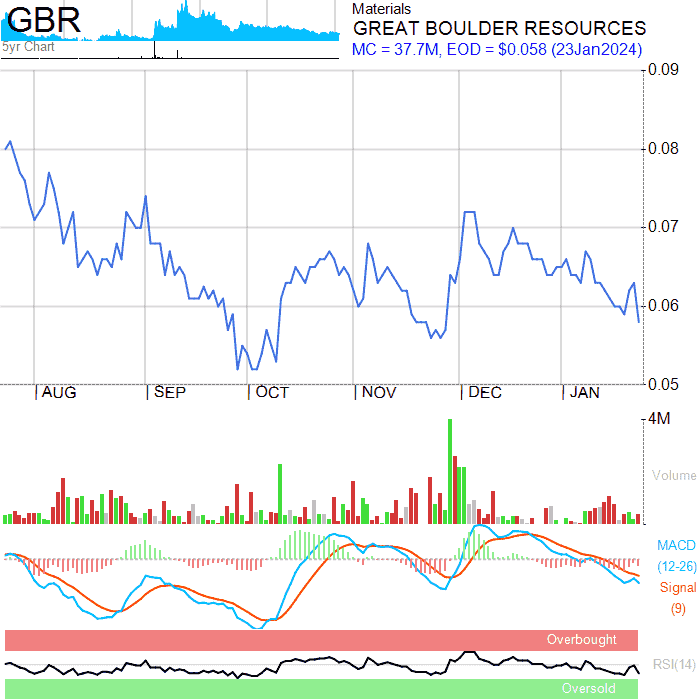 GBR
5yr Chart
Materials
GREAT BOULDER RESOURCES
MC = 37.7M, EOD = $0.058 (23Jan2024)
0.09
0.08
0.07
0.06
0.05
AUG SEP OCT NOV DEC JAN
4M
Volume
MACD
(12-26)
Signal
(9)
Overbought
RSI(14)
Oversold